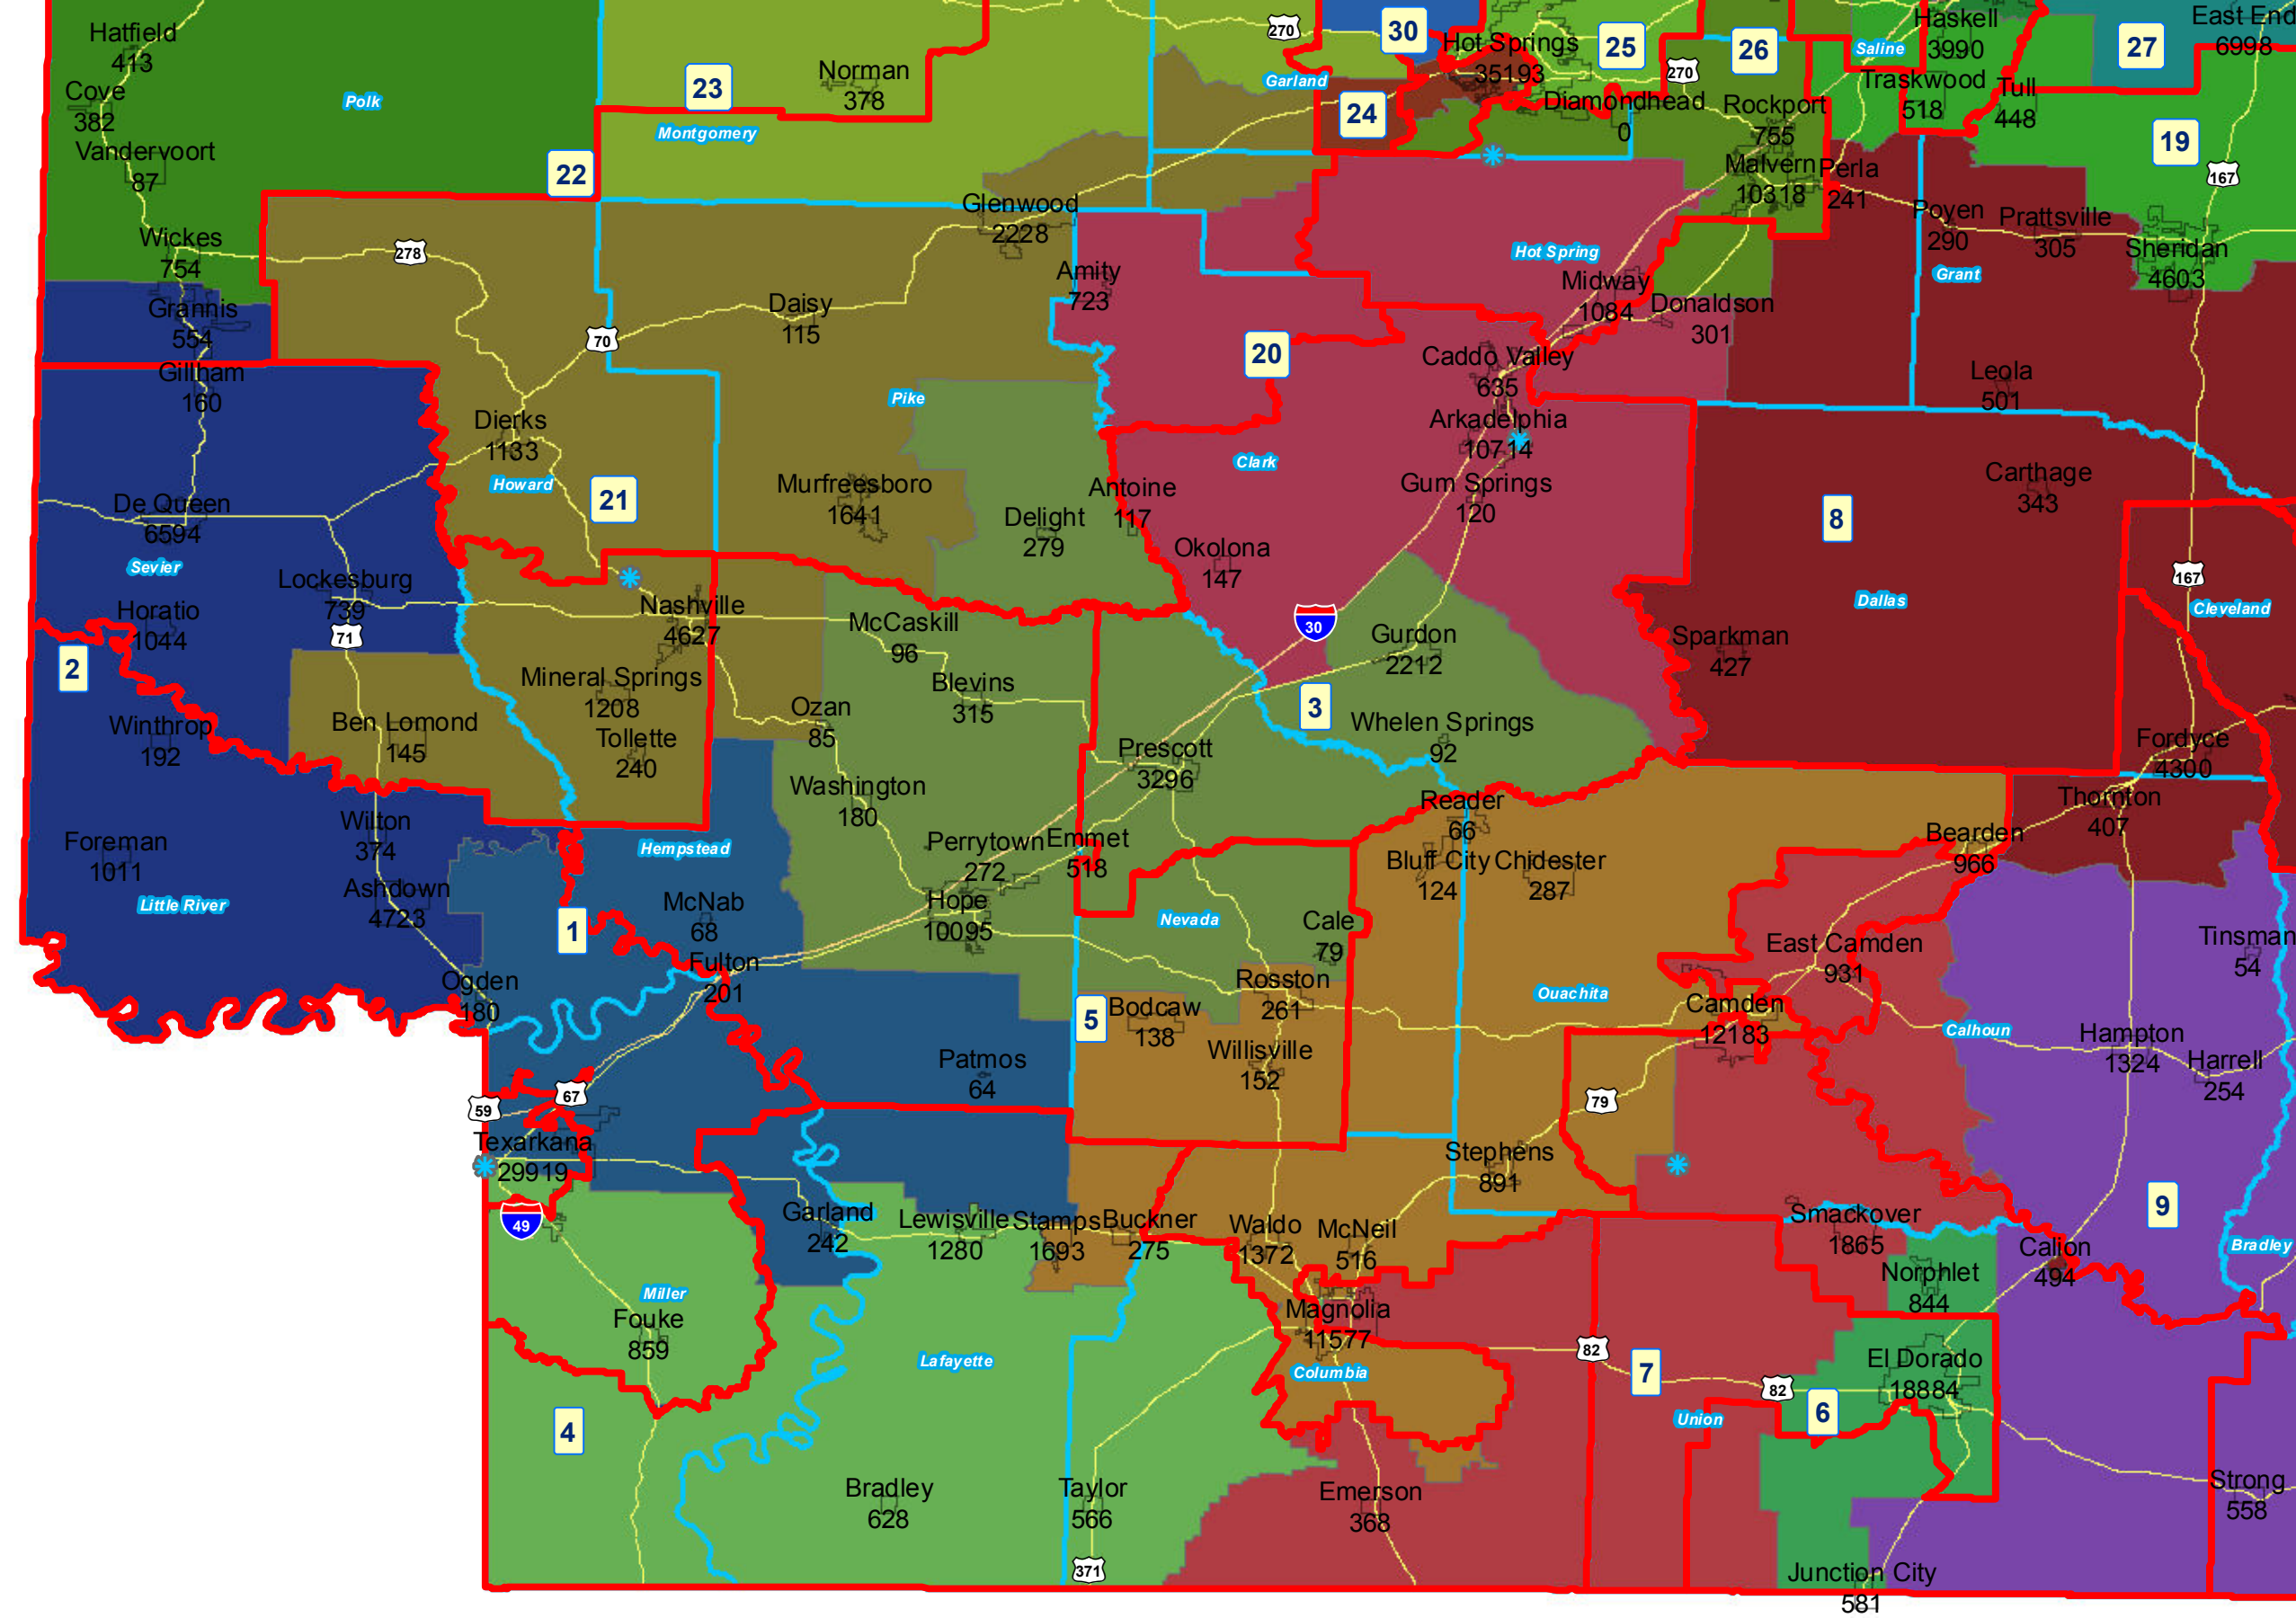 Hatfield
413
Cove
382
Polk
Vandervoort
87
22
Wickes
754
278
Grannis
554
Gillham
160
23
Norman
378
Montgomery
270
30
Hot Springs
35193
25
26
Garland
24
Diamondhead
0
270
Rockport
755
Malvern
10318
Perla
241
Saline
Haskell
3990
Traskwood
518
Tull
448
27
East End
6998
19
167
Poyen
290
Prattsville
305
Sheridan
4603
Grant
Glenwood
2228
Amity
723
Daisy
115
70
Hot Spring
Midway
1084
Donaldson
301
20
Caddo Valley
635
Leola
501
Pike
Dierks
1133
Howard
21
Arkadelphia
10714
Clark
Gum Springs
120
Carthage
343
8
De Queen
6594
Sevier
Murfreesboro
1641
Delight
279
Antoine
117
Okolona
147
167
Dallas
Cleveland
Lockesburg
739
71
Horatio
1044
2
Nashville
4627
McCaskill
96
30
Gurdon
2212
Sparkman
427
Mineral Springs
1208
Tollette
240
Blevins
315
Ozan
85
3
Whelen Springs
92
Winthrop
192
Ben Lomond
145
Prescott
3296
Fordyce
4300
Washington
180
Reader
66
Thornton
407
Bearden
966
Foreman
1011
Wilton
374
Hempstead
Perrytown
272
Emmet
518
Bluff City
124
Chidester
287
Little River
Ashdown
4723
1
McNab
68
Hope
10095
Nevada
Cale
79
East Camden
931
Tinsman
54
Fulton
201
Ogden
180
Rosston
261
Ouachita
Camden
12183
Calhoun
5
Bodcaw
138
Hampton
1324
Harrell
254
Patmos
64
Willisville
152
59
67
79
Texarkana
29919
Stephens
891
49
Garland
242
Lewisville
1280
Stamps
1693
Buckner
275
Waldo
1372
McNeil
516
Smackover
1865
9
Calion
494
Bradley
Norphlet
844
Miller
Fouke
859
Magnolia
11577
Lafayette
Columbia
82
7
82
El Dorado
18884
6
Union
4
Bradley
628
Taylor
566
Emerson
368
Strong
558
371
Junction City
581